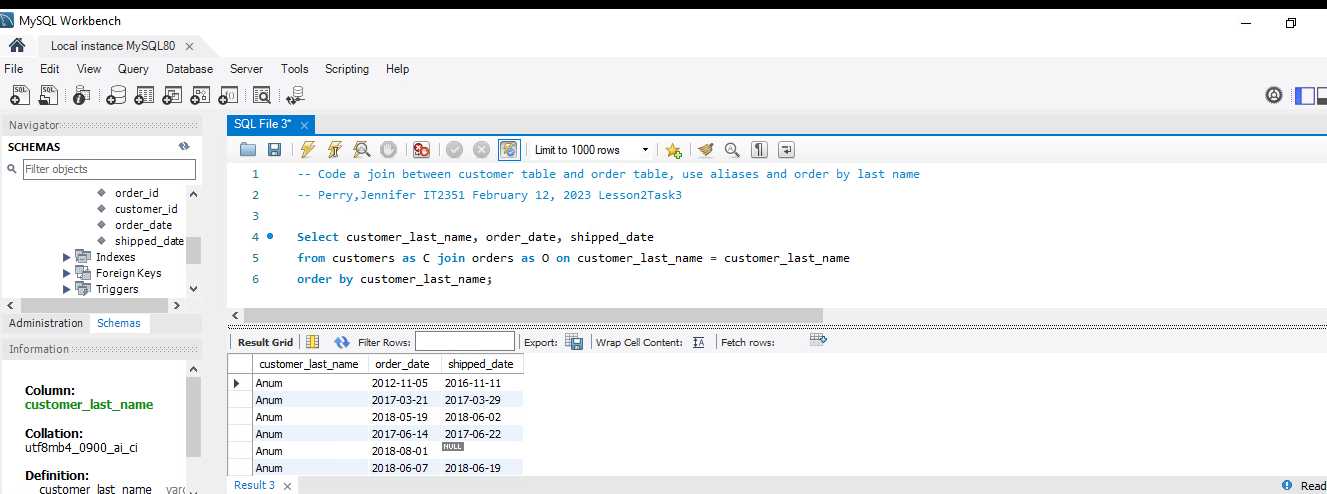 MySQL Workbench
Local instance MySQL80
File Edit View Query Database Server Tools Scripting Help
Navigator
SCHEMAS
Filter objects
order_id
customer_id
order_date
shipped_date
Indexes
Foreign Keys
Triggers
Administration Schemas
Information
Column:
customer_last_name
Collation:
utf8mb4_0900_ai_ci
Definition:
customer_last_name varc
SQL File 3*
Limit to 1000 rows
1 -- Code a join between customer table and order table, use aliases and order by last name
2 -- Perry,Jennifer IT2351 February 12, 2023 Lesson2Task3
3
4 Select customer_last_name, order_date, shipped_date
5 from customers as C join orders as O on customer_last_name = customer_last_name
6 order by customer_last_name;
Result Grid Filter Rows: Export: Wrap Cell Content: Fetch rows:
customer_last_name order_date shipped_date
Anum 2012-11-05 2016-11-11
Anum 2017-03-21 2017-03-29
Anum 2018-05-19 2018-06-02
Anum 2017-06-14 2017-06-22
Anum 2018-08-01 NULL
Anum 2018-06-07 2018-06-19
Result 3
Read